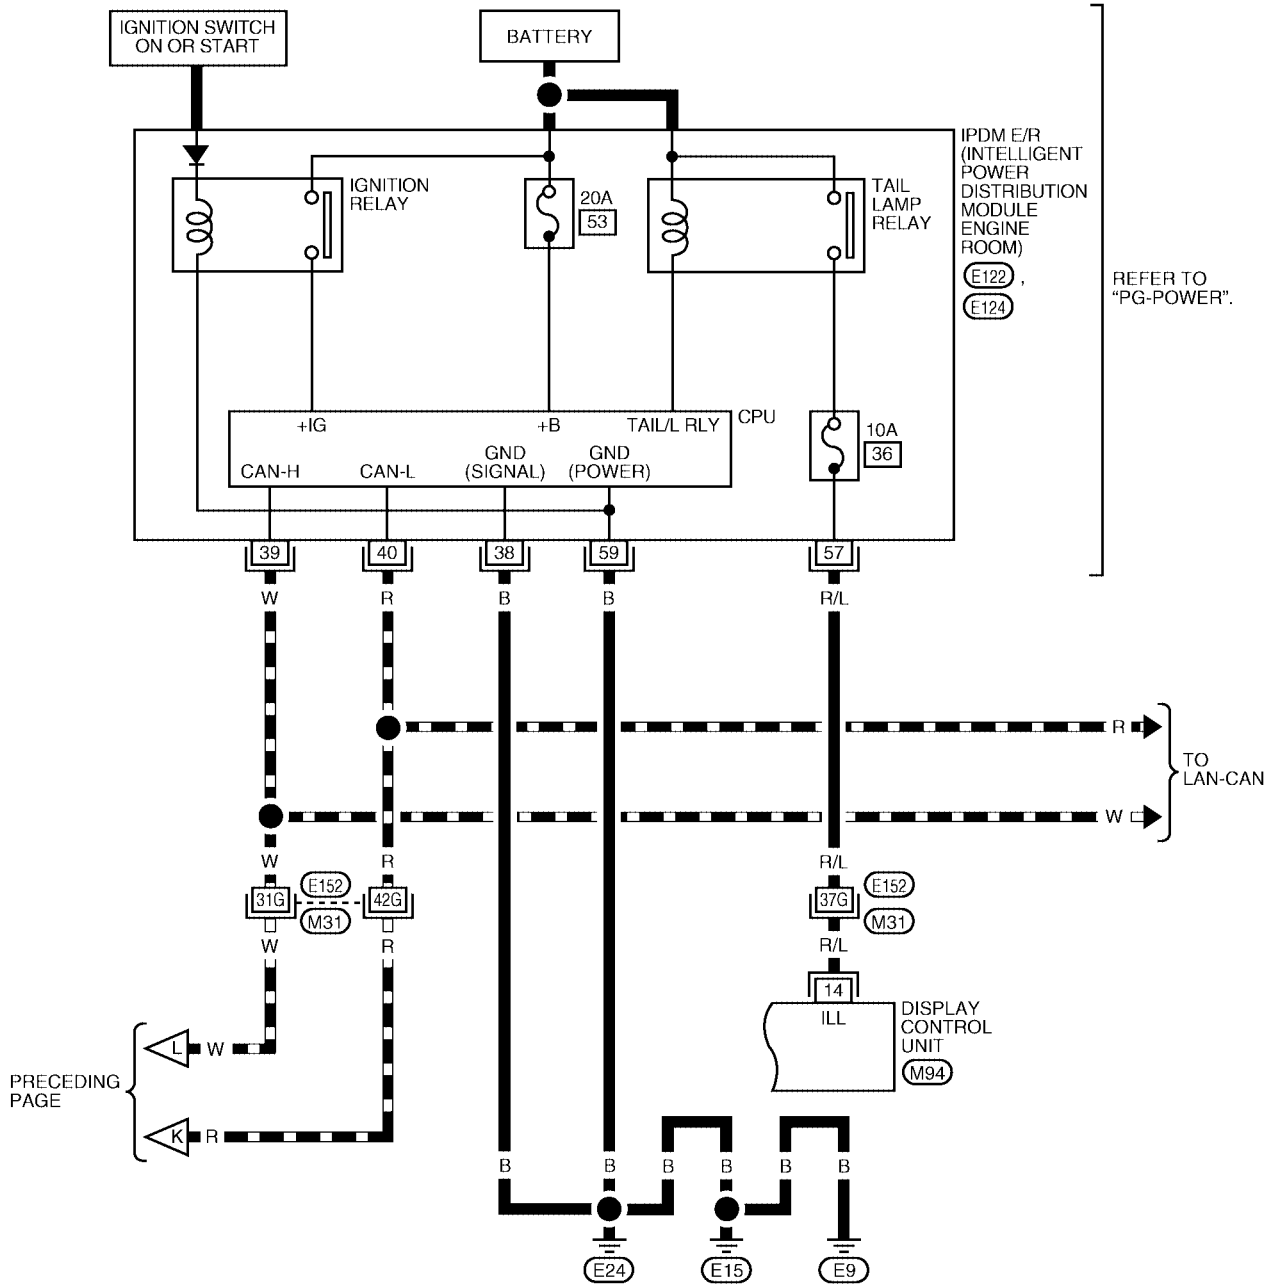 IGNITION SWITCH
ON OR START
BATTERY
IPDM E/R
(INTELLIGENT
POWER
DISTRIBUTION
MODULE
ENGINE
ROOM)
E122 ,
E124
REFER TO
“PG-POWER”.
IGNITION
RELAY
20A
53
TAIL
LAMP
RELAY
CPU
+IG
+B
TAIL/L RLY
CAN-H
CAN-L
GND
(SIGNAL)
GND
(POWER)
10A
36
39
40
38
59
57
W
R
B
B
R/L
R
TO
LAN-CAN
W
W
R
R/L
31G
E152
M31
42G
37G
E152
M31
W
R
R/L
14
ILL
DISPLAY
CONTROL
UNIT
M94
L
W
PRECEDING
PAGE
K
R
B
B
B
B
B
B
E24
E15
E9